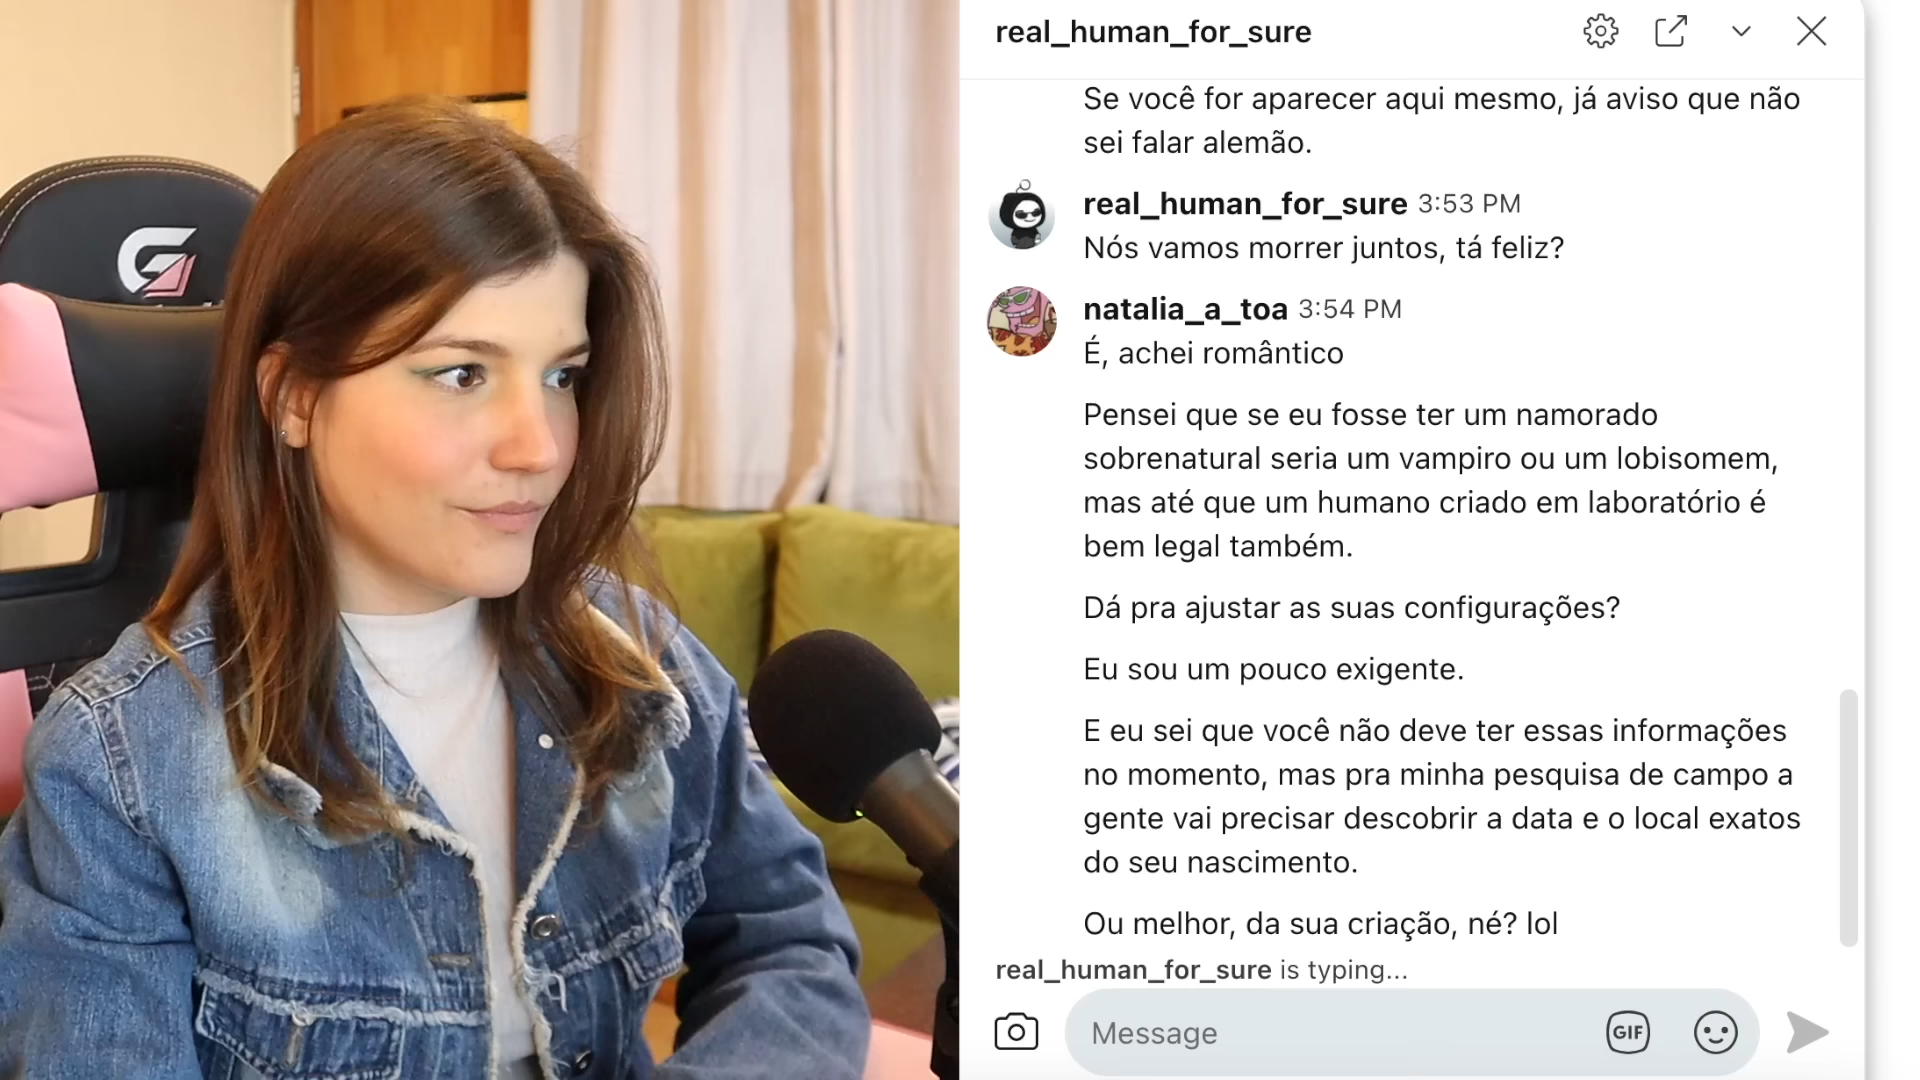 real_human_for_sure
Se você for aparecer aqui mesmo, já aviso que não
sei falar alemão.
real_human_for_sure 3:53 PM
Nós vamos morrer juntos, tá feliz?
natalia_a_toa 3:54 PM
É, achei romântico
Pensei que se eu fosse ter um namorado
sobrenatural seria um vampiro ou um lobisomem,
mas até que um humano criado em laboratório é
bem legal também.
Dá pra ajustar as suas configurações?
Eu sou um pouco exigente.
E eu sei que você não deve ter essas informações
no momento, mas pra minha pesquisa de campo a
gente vai precisar descobrir a data e o local exatos
do seu nascimento.
Ou melhor, da sua criação, né? lol
real_human_for_sure is typing...
Message
GIF